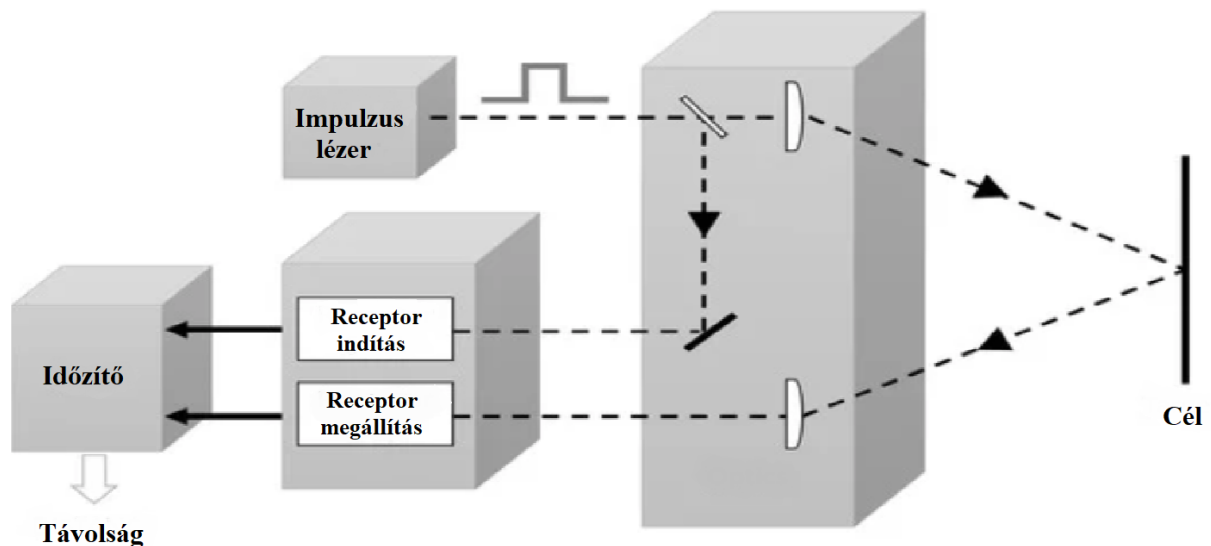 Impulzus
lézer
Receptor
indítás
Időzítő
Receptor
megállítás
Cél
Távolság